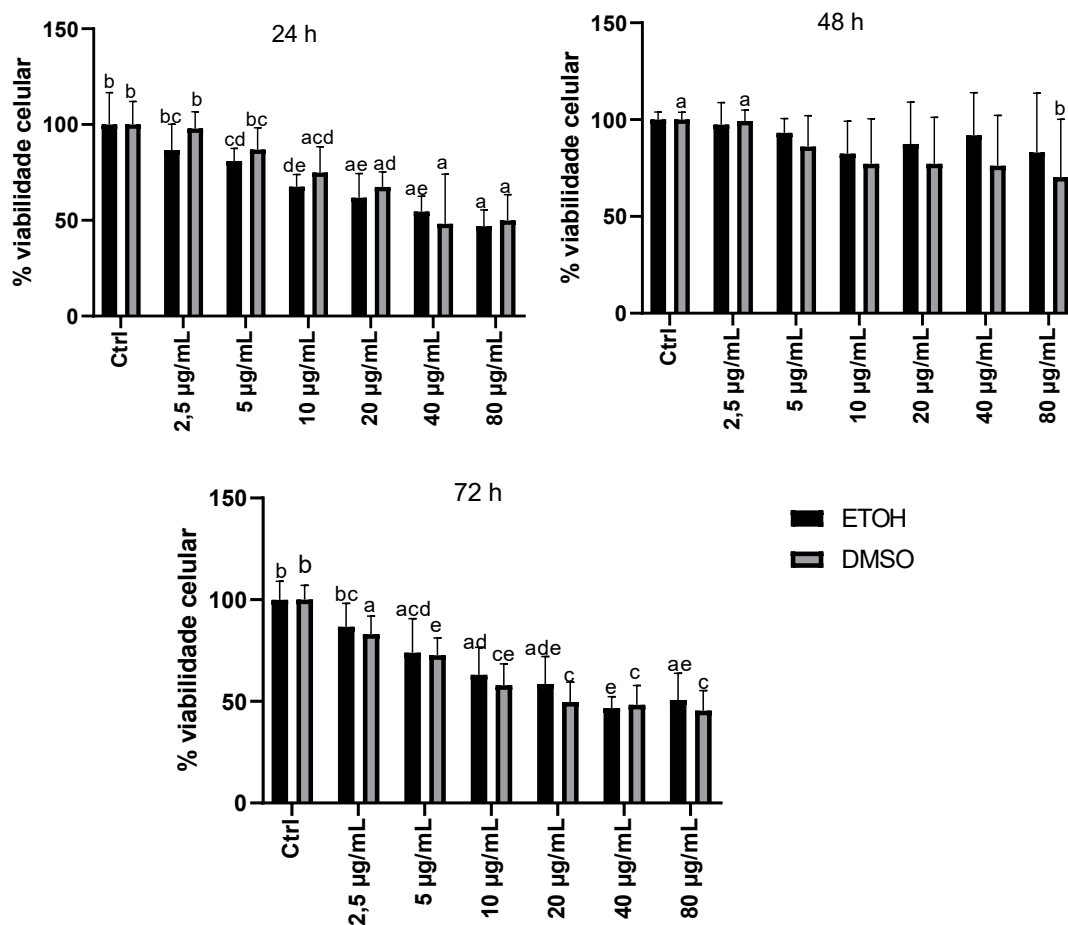 24 h
% viabilidade celular
150
100
50
0
b b bc b cd bc de acd ae ad ae a a a
Ctrl
2,5 µg/mL
5 µg/mL
10 µg/mL
20 µg/mL
40 µg/mL
80 µg/mL
48 h
% viabilidade celular
150
100
50
0
a a b
Ctrl
2,5 µg/mL
5 µg/mL
10 µg/mL
20 µg/mL
40 µg/mL
80 µg/mL
72 h
% viabilidade celular
150
100
50
0
b b bc a acd e ad ce ade c e c ae c
Ctrl
2,5 µg/mL
5 µg/mL
10 µg/mL
20 µg/mL
40 µg/mL
80 µg/mL
ETOH
DMSO